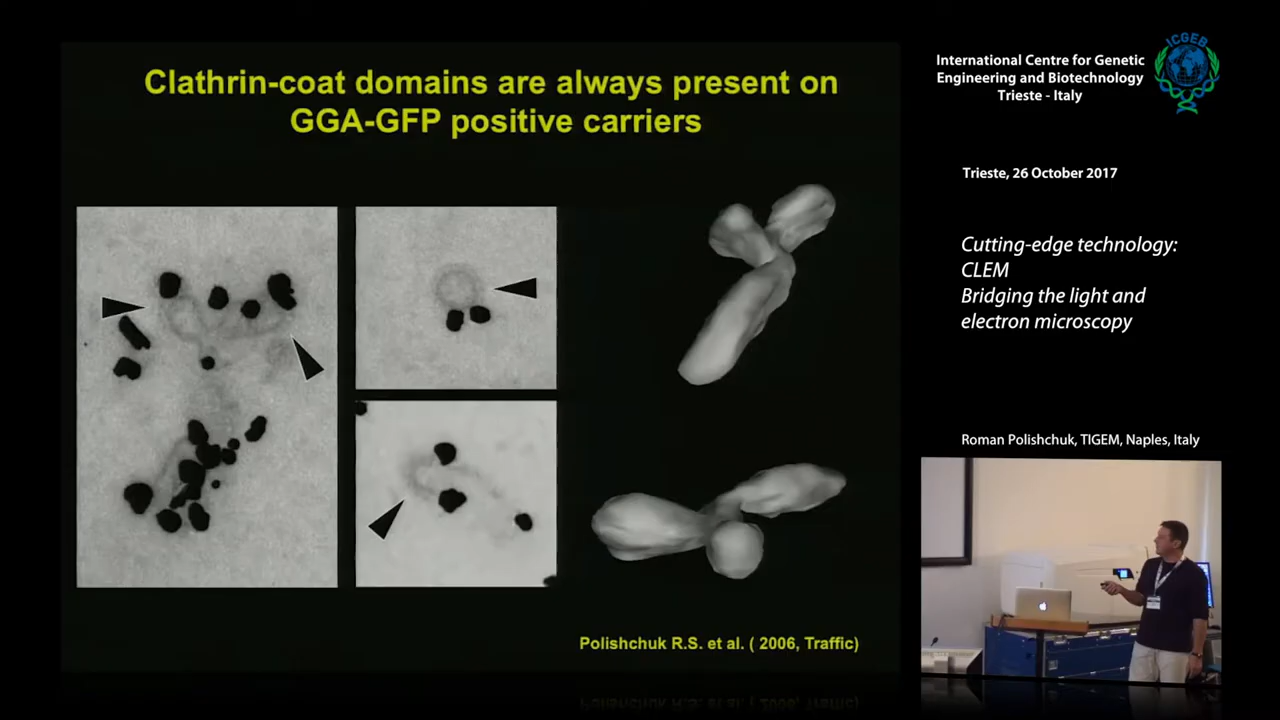 Clathrin-coat domains are always present on
GGA-GFP positive carriers
Polishchuk R.S. et al. ( 2006, Traffic)
ICGEB
International Centre for Genetic
Engineering and Biotechnology
Trieste - Italy
Trieste, 26 October 2017
Cutting-edge technology:
CLEM
Bridging the light and
electron microscopy
Roman Polishchuk, TIGEM, Naples, Italy